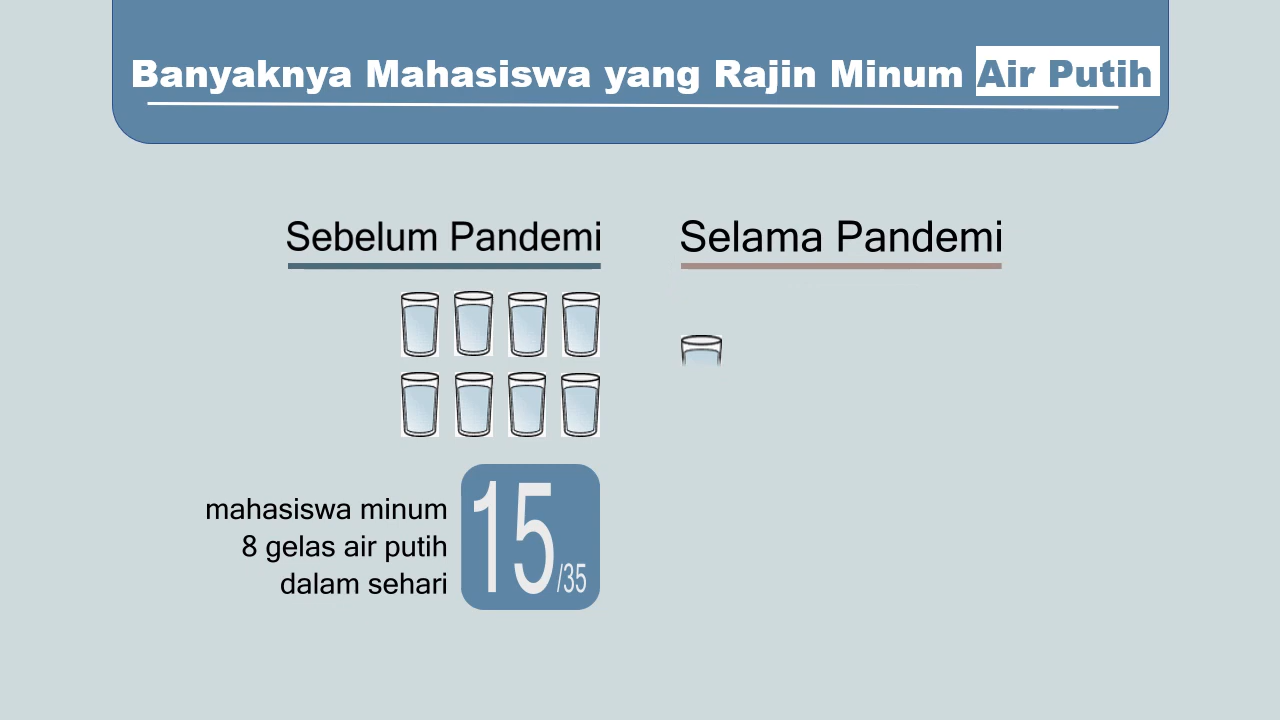 Banyaknya Mahasiswa yang Rajin Minum Air Putih
Sebelum Pandemi
mahasiswa minum
8 gelas air putih
dalam sehari
15/35
Selama Pandemi